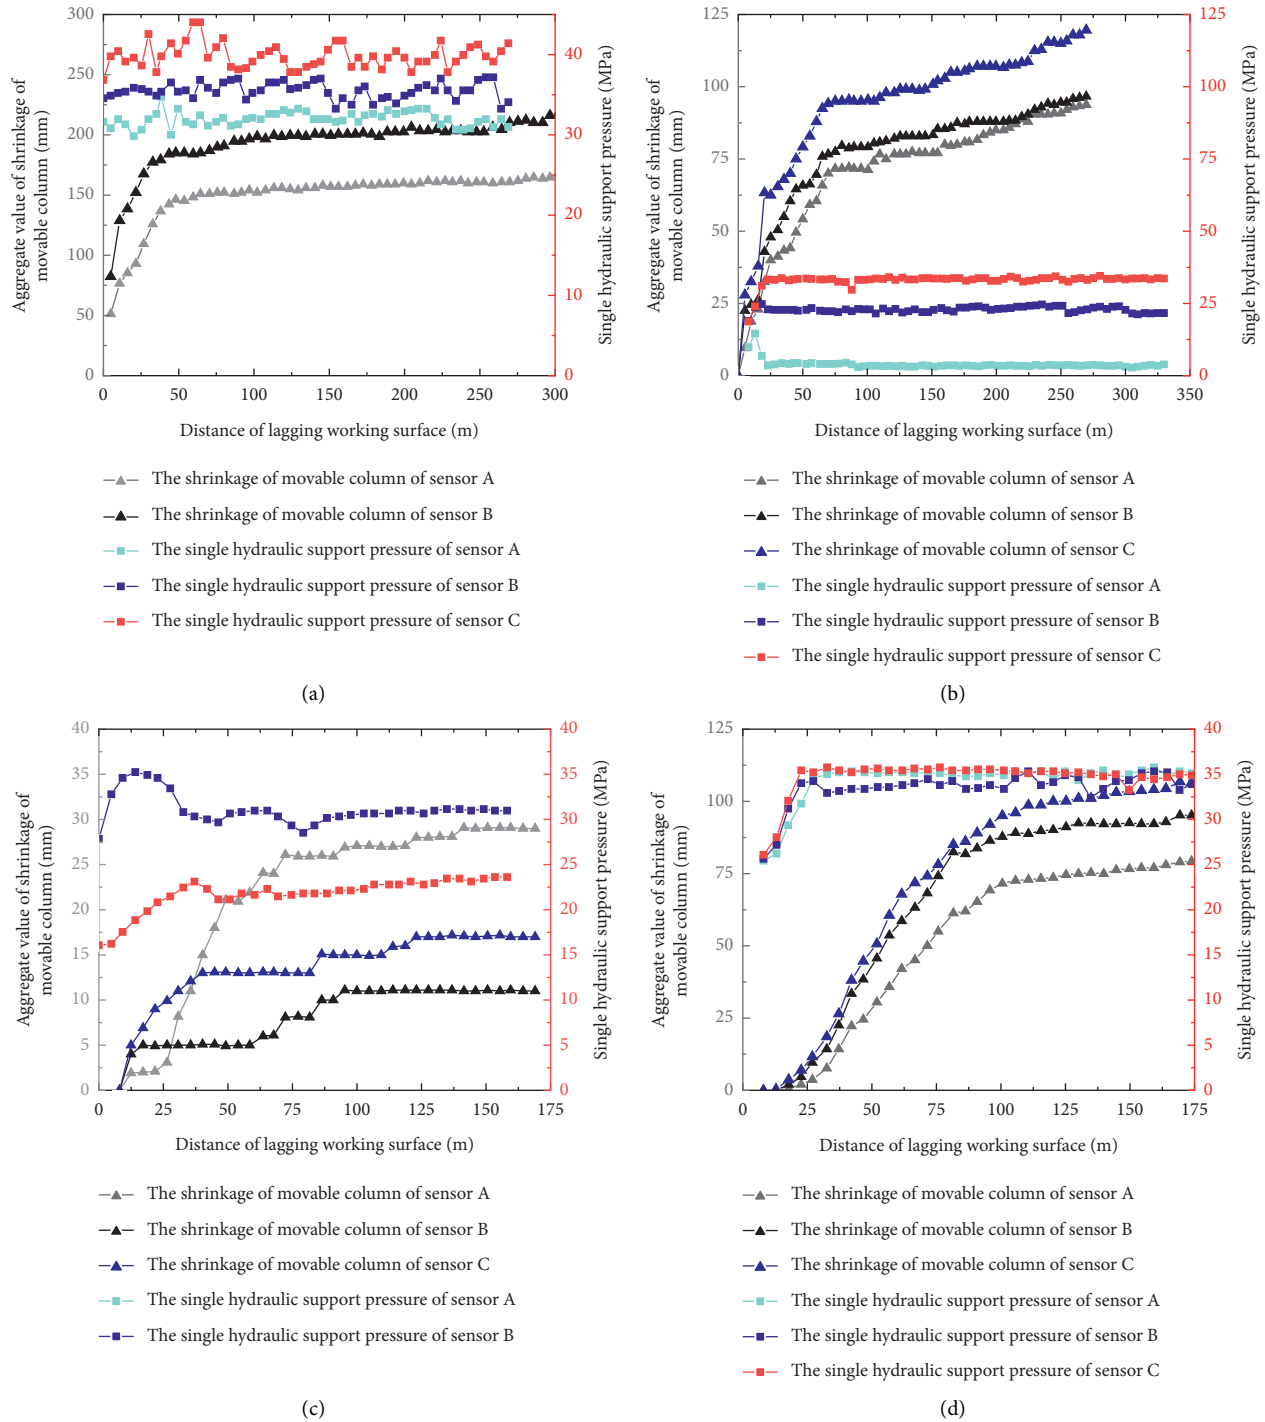 300
250
200
150
100
50
0
Aggregate value of shrinkage of
movable column (mm)
40
30
20
10
0
Single hydraulic support pressure (MPa)
0 50 100 150 200 250 300
Distance of lagging working surface (m)
The shrinkage of movable column of sensor A
The shrinkage of movable column of sensor B
The single hydraulic support pressure of sensor A
The single hydraulic support pressure of sensor B
The single hydraulic support pressure of sensor C
(a)
125
100
75
50
25
0
Aggregate value of shrinkage of
movable column (mm)
125
100
75
50
25
0
Single hydraulic support pressure (MPa)
0 50 100 150 200 250 300 350
Distance of lagging working surface (m)
The shrinkage of movable column of sensor A
The shrinkage of movable column of sensor B
The shrinkage of movable column of sensor C
The single hydraulic support pressure of sensor A
The single hydraulic support pressure of sensor B
The single hydraulic support pressure of sensor C
(b)
40
35
30
25
20
15
10
5
0
Aggregate value of shrinkage of
movable column (mm)
40
35
30
25
20
15
10
5
0
Single hydraulic support pressure (MPa)
0 25 50 75 100 125 150 175
Distance of lagging working surface (m)
The shrinkage of movable column of sensor A
The shrinkage of movable column of sensor B
The shrinkage of movable column of sensor C
The single hydraulic support pressure of sensor A
The single hydraulic support pressure of sensor B
(c)
125
100
75
50
25
0
Aggregate value of shrinkage of
movable column (mm)
40
35
30
25
20
15
10
5
0
Single hydraulic support pressure (MPa)
0 25 50 75 100 125 150 175
Distance of lagging working surface (m)
The shrinkage of movable column of sensor A
The shrinkage of movable column of sensor B
The shrinkage of movable column of sensor C
The single hydraulic support pressure of sensor A
The single hydraulic support pressure of sensor B
The single hydraulic support pressure of sensor C
(d)